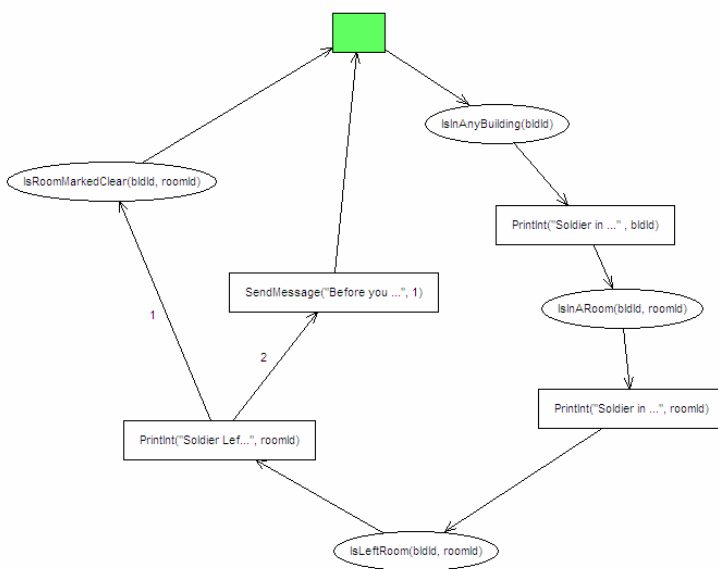 IsInAnyBuilding(bldId)
IsRoomMarkedClear(bldId, roomId)
PrintInt("Soldier in ..." , bldId)
SendMessage("Before you ...", 1)
IsInARoom(bldId, roomId)
1
2
PrintInt("Soldier in ...", roomId)
PrintInt("Soldier Lef...", roomId)
IsLeftRoom(bldId, roomId)